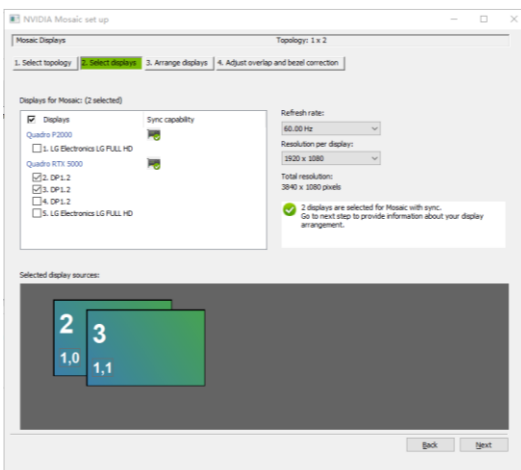 NVIDIA Mosaic set up
Mosaic Displays Topology: 1 x 2
1. Select topology 2. Select displays 3. Arrange displays 4. Adjust overlap and bezel correction
Displays for Mosaic: (2 selected)
Displays Sync capability
Quadro P2000
1. LG Electronics LG FULL HD
Quadro RTX 5000
2. DP1.2
3. DP1.2
4. DP1.2
5. LG Electronics LG FULL HD
Refresh rate:
60.00 Hz
Resolution per display:
1920 x 1080
Total resolution:
3840 x 1080 pixels
2 displays are selected for Mosaic with sync.
Go to next step to provide information about your display
arrangement.
Selected display sources:
2
1,0
3
1,1
Back Next